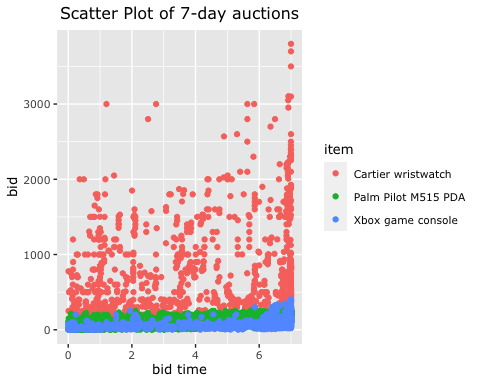 Scatter Plot of 7-day auctions
bid
3000
2000
1000
0
0
2
4
6
bid time
item
Cartier wristwatch
Palm Pilot M515 PDA
Xbox game console